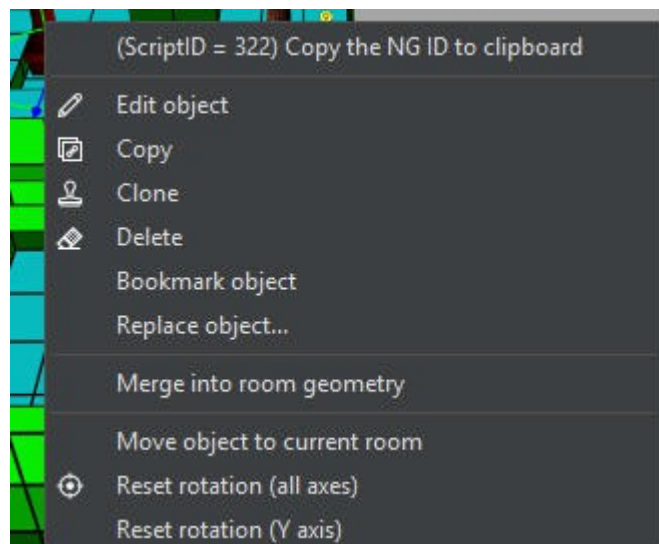 (ScriptID = 322) Copy the NG ID to clipboard
Edit object
Copy
Clone
Delete
Bookmark object
Replace object...
Merge into room geometry
Move object to current room
Reset rotation (all axes)
Reset rotation (Y axis)